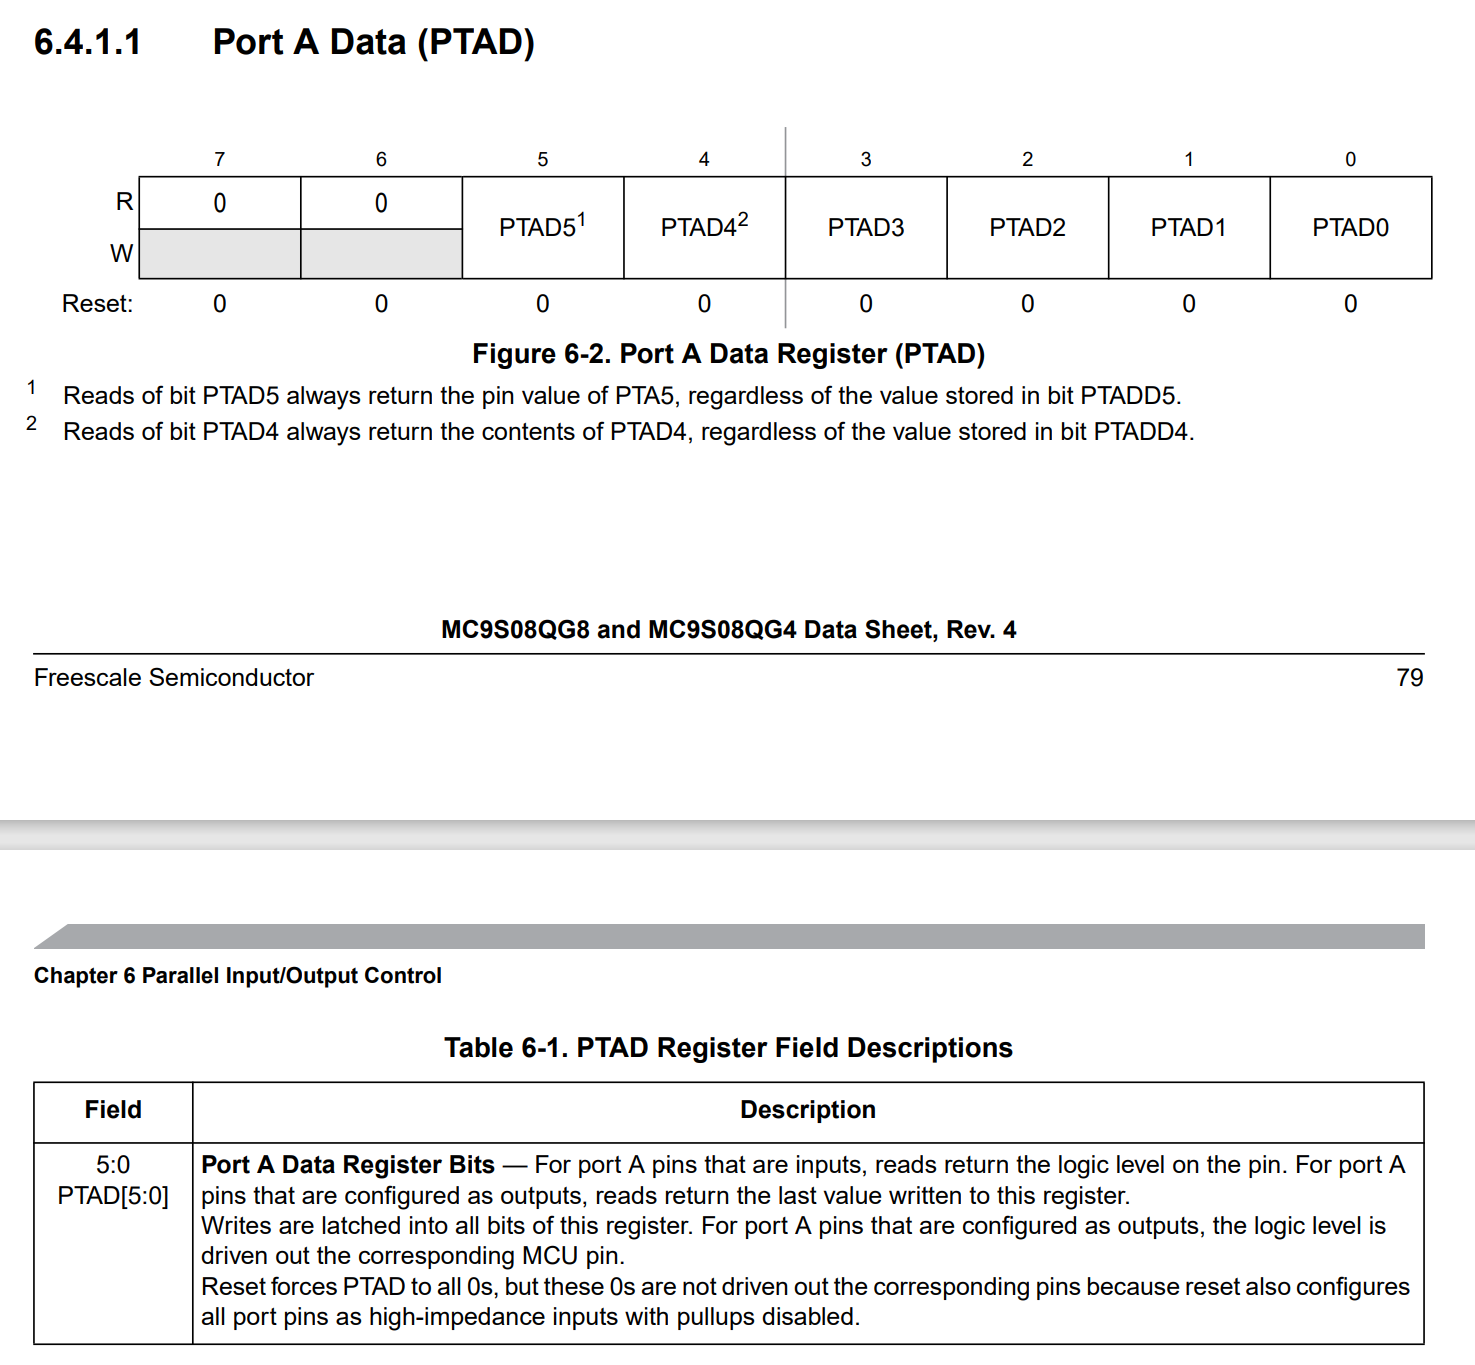 6.4.1.1 Port A Data (PTAD)
7 6 5 4 3 2 1 0
R 0 0 PTAD5¹ PTAD4² PTAD3 PTAD2 PTAD1 PTAD0
W
Reset: 0 0 0 0 0 0 0 0
Figure 6-2. Port A Data Register (PTAD)
1 Reads of bit PTAD5 always return the pin value of PTA5, regardless of the value stored in bit PTADD5.
2 Reads of bit PTAD4 always return the contents of PTAD4, regardless of the value stored in bit PTADD4.
MC9S08QG8 and MC9S08QG4 Data Sheet, Rev. 4
Freescale Semiconductor 79
Chapter 6 Parallel Input/Output Control
Table 6-1. PTAD Register Field Descriptions
Field Description
5:0
PTAD[5:0]
Port A Data Register Bits — For port A pins that are inputs, reads return the logic level on the pin. For port A
pins that are configured as outputs, reads return the last value written to this register.
Writes are latched into all bits of this register. For port A pins that are configured as outputs, the logic level is
driven out the corresponding MCU pin.
Reset forces PTAD to all 0s, but these 0s are not driven out the corresponding pins because reset also configures
all port pins as high-impedance inputs with pullups disabled.